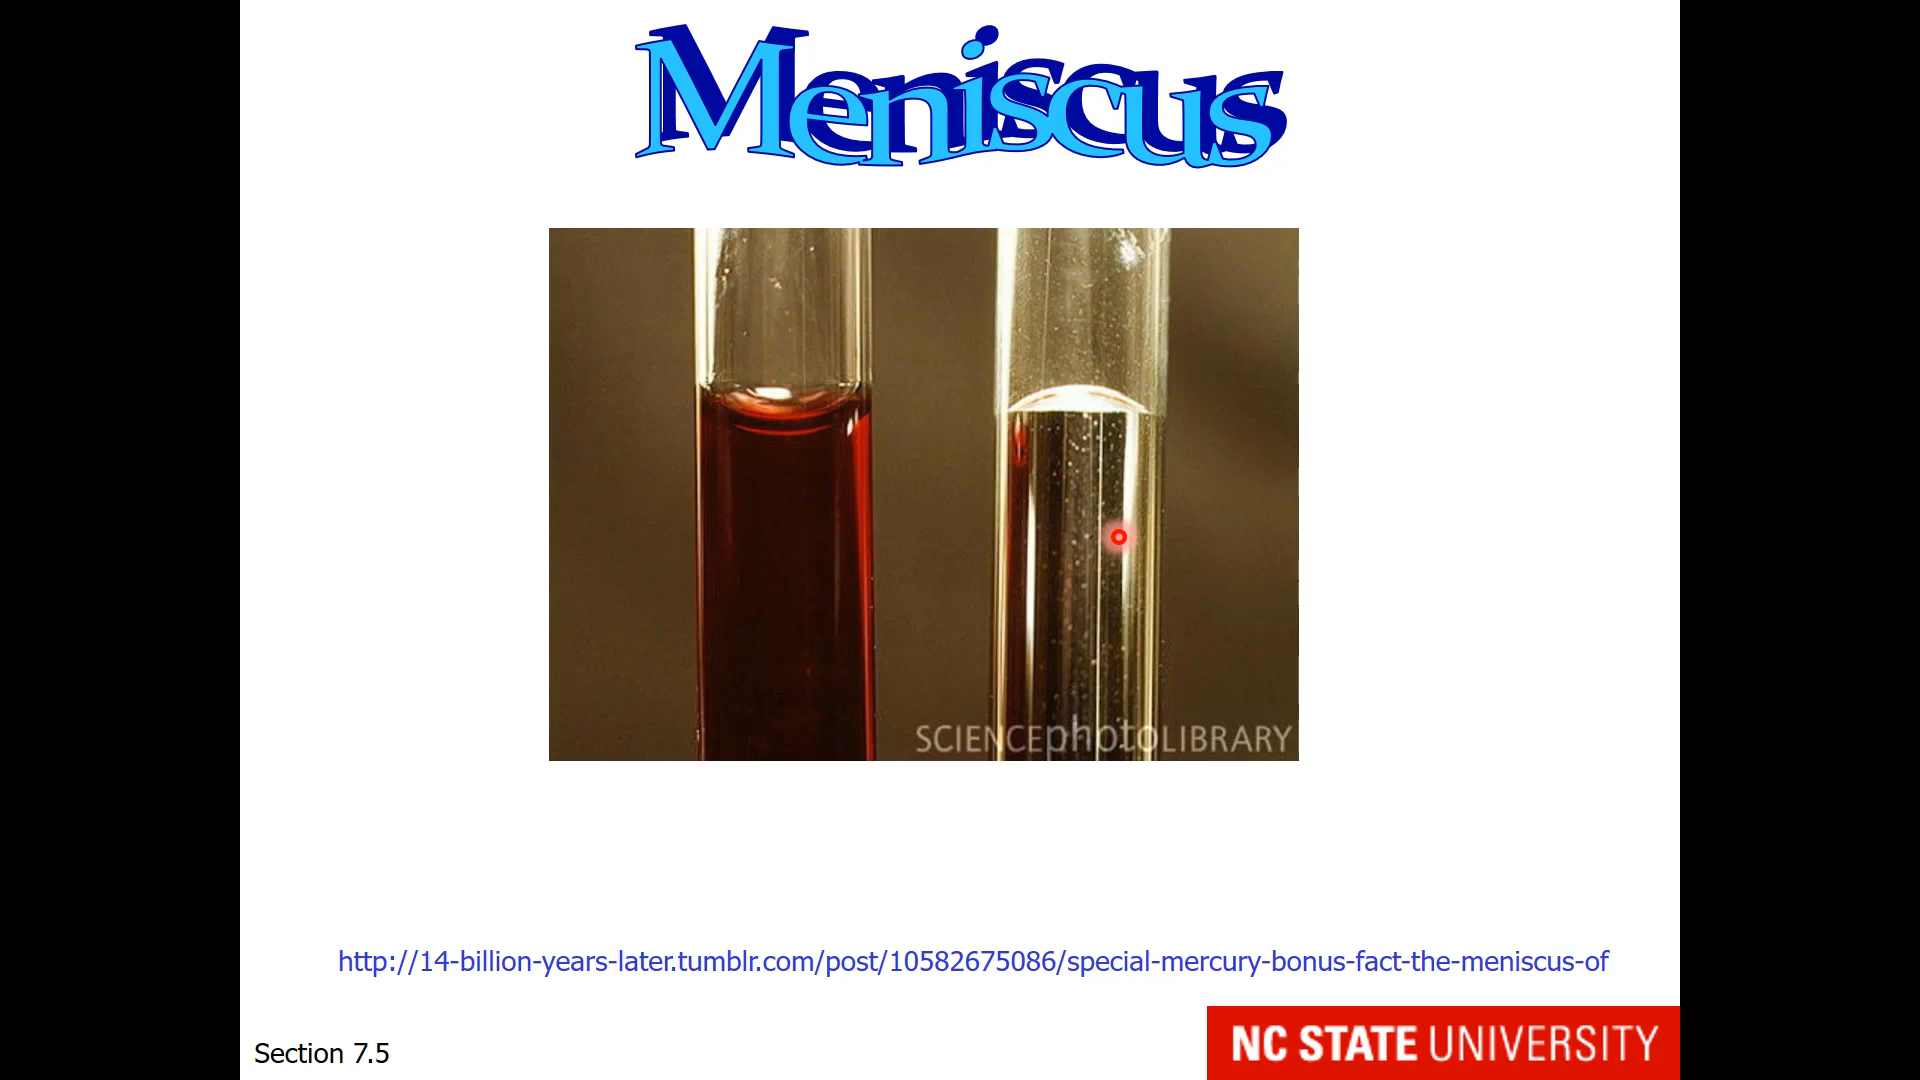 Meniscus
SCIENCEphotoLIBRARY
http://14-billion-years-later.tumblr.com/post/10582675086/special-mercury-bonus-fact-the-meniscus-of
Section 7.5
NC STATE UNIVERSITY